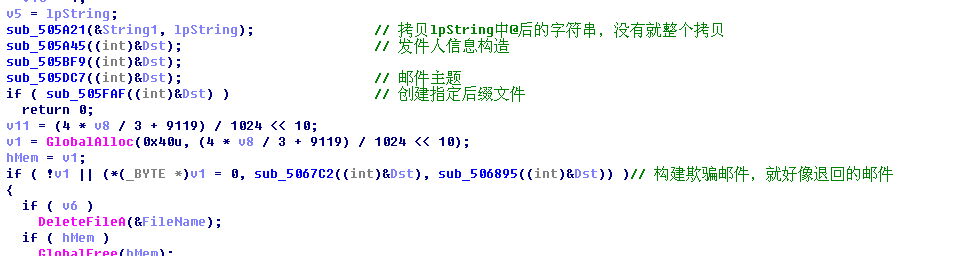 v5 = lpString;
sub_505A21(&String1, lpString); // 拷贝lpString中@后的字符串，没有就整个拷贝
sub_505A45((int)&Dst); // 发件人信息构造
sub_505BF9((int)&Dst);
sub_505DC7((int)&Dst); // 邮件主题
if ( sub_505FAF((int)&Dst) ) // 创建指定后缀文件
return 0;
v11 = (4 * v8 / 3 + 9119) / 1024 << 10;
v1 = GlobalAlloc(0x40u, (4 * v8 / 3 + 9119) / 1024 << 10);
hMem = v1;
if ( !v1 || (*(_BYTE *)v1 = 0, sub_5067C2((int)&Dst), sub_506895((int)&Dst)) )// 构建欺骗邮件，就好像退回的邮件
{
if ( v6 )
DeleteFileA(&FileName);
if ( hMem )
GlobalFree(hMem);